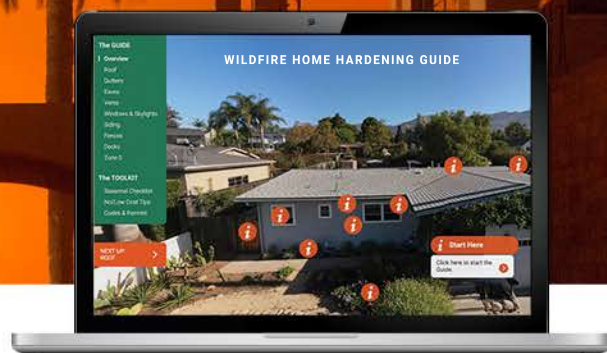 The GUIDE
Overview
Roof
Gutters
Eaves
Vents
Windows & Skylights
Siding
Fences
Decks
Zone 0
The TOOLKIT
Seasonal Checklist
No/Low Cost Tips
Codes & Permits
NEXT UP:
ROOF
WILDFIRE HOME HARDENING GUIDE
i
i
i
i
i
i
i
i
i
i Start Here
Click here to start the
Guide.